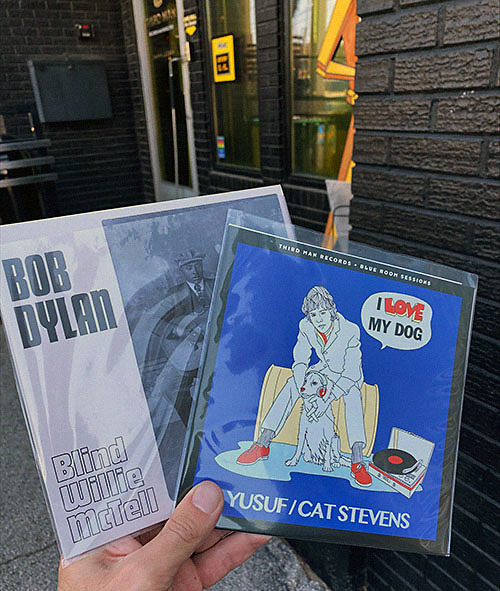 BOB
DYLAN
Blind
Willie
McTell
THIRD MAN RECORDS • BLUE ROOM SESSIONS
I LOVE
MY DOG
YUSUF / CAT STEVENS